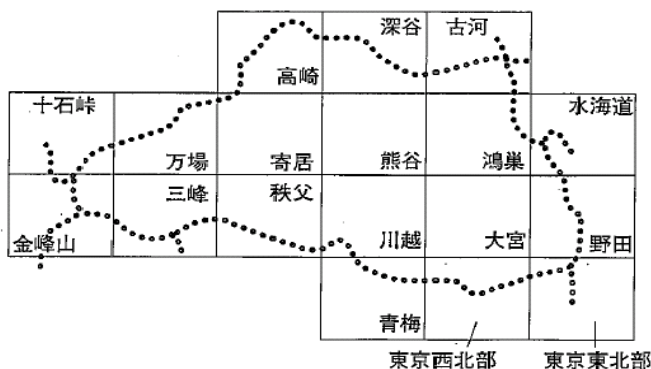 深谷
古河
高崎
十石峠
水海道
万場
寄居
熊谷
鴻巣
三峰
秩父
金峰山
川越
大宮
野田
青梅
東京西北部
東京東北部